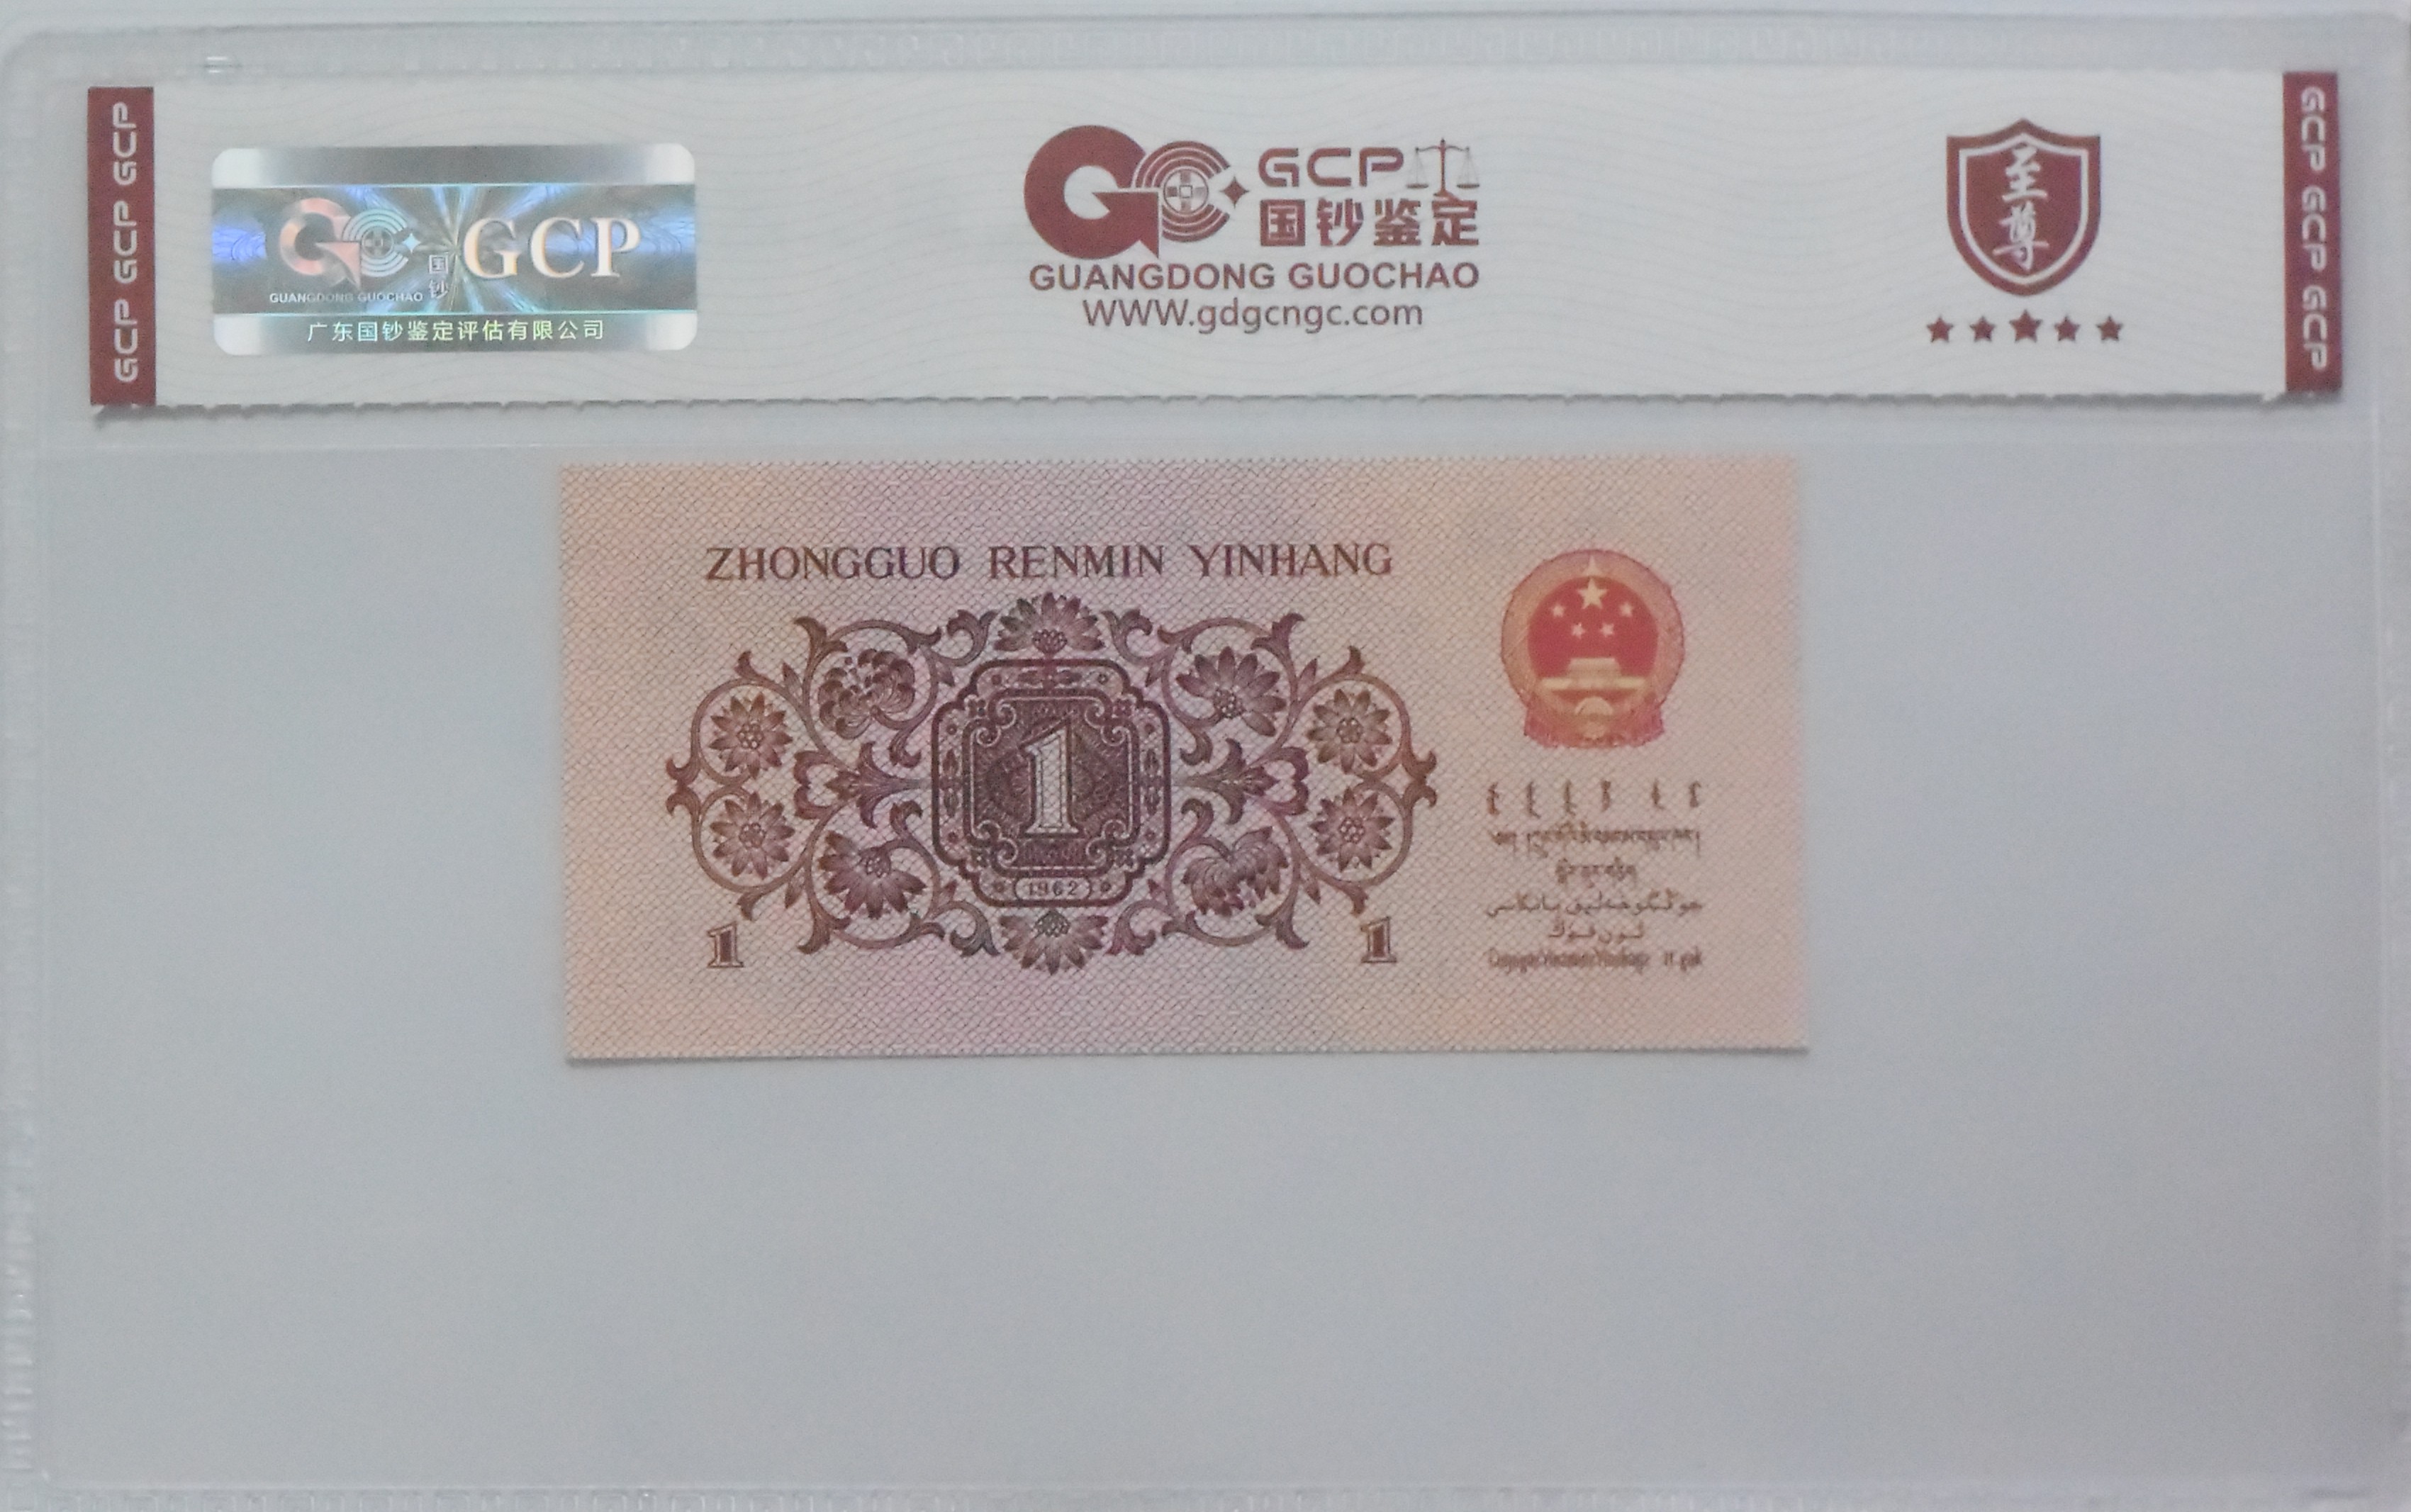 GCP GCP GCP
GUANGDONG GUOCHAO
国钞
GCP
广东国钞鉴定评估有限公司
GCP
国钞鉴定
GUANGDONG GUOCHAO
WWW.gdgcngc.com
至尊
GCP GCP GCP
ZHONGGUO RENMIN YINHANG
1
1962
1
1